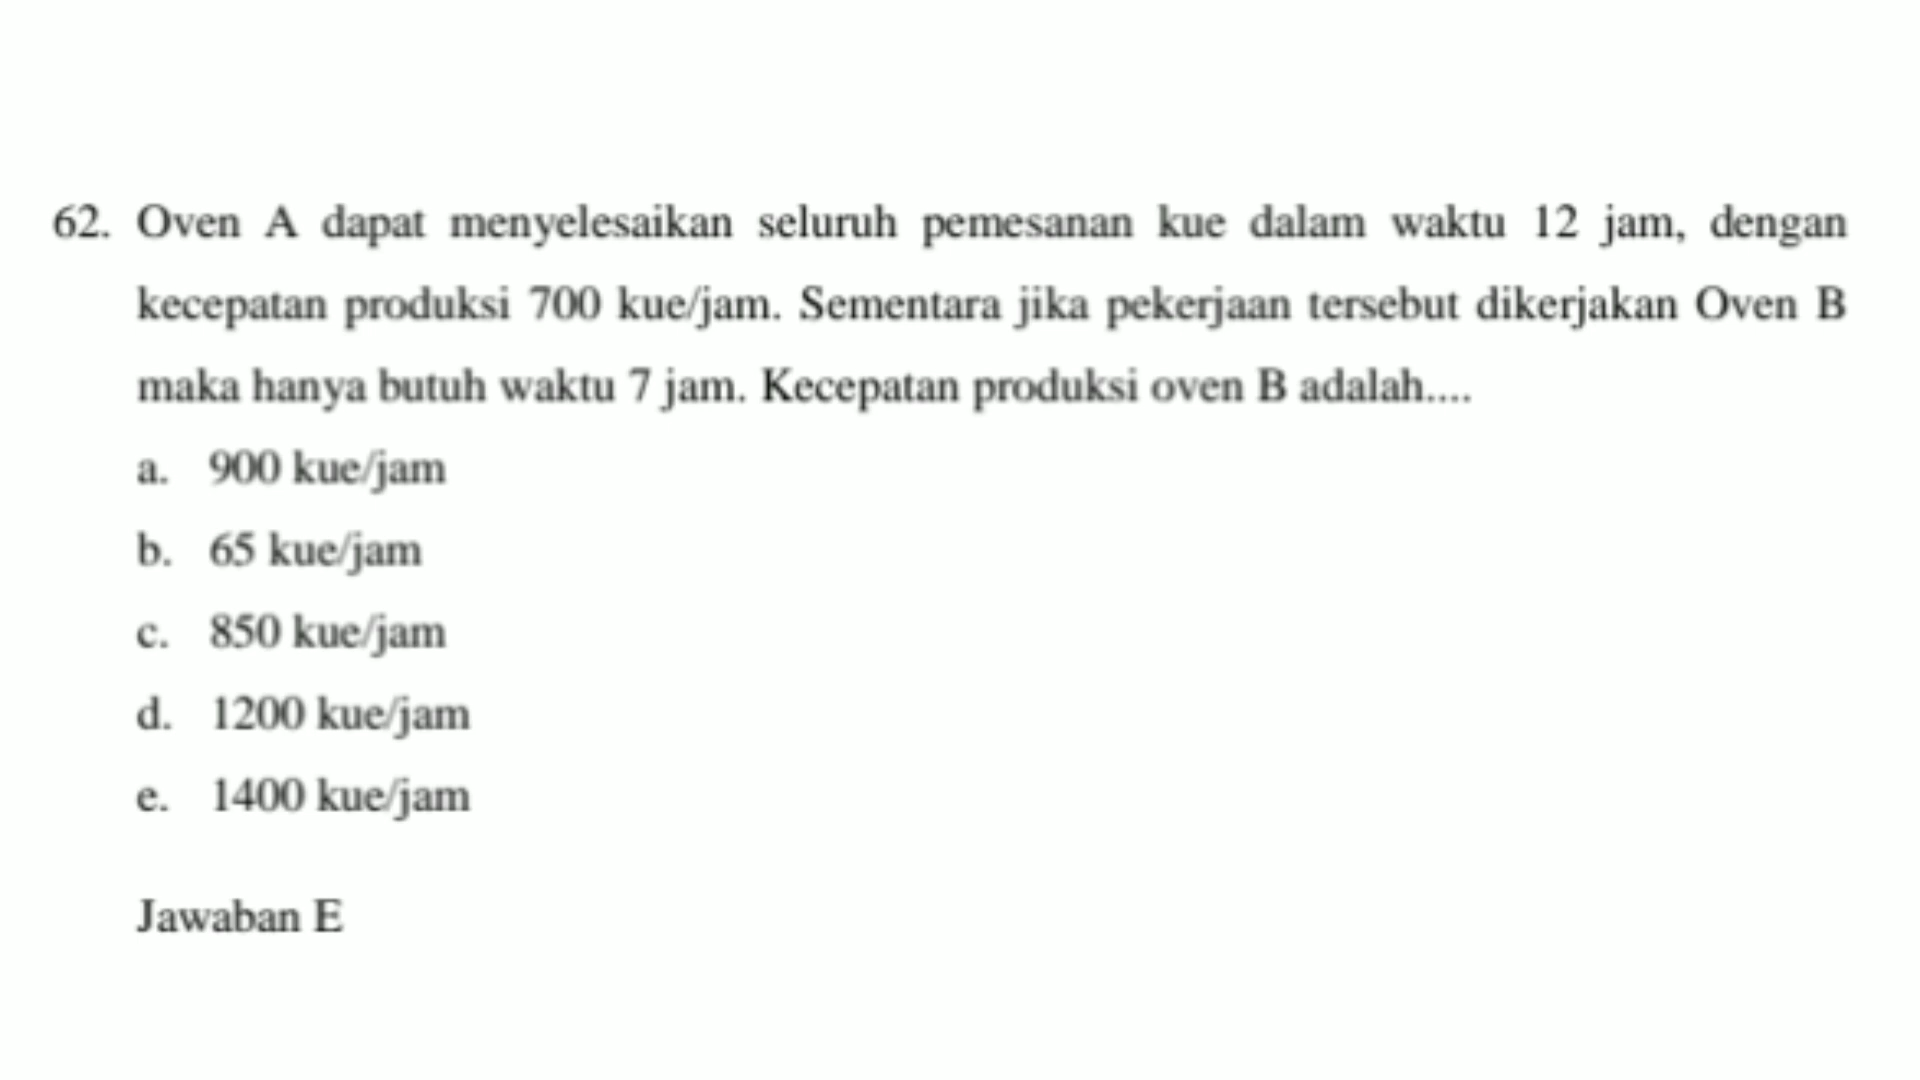 62. Oven A dapat menyelesaikan seluruh pemesanan kue dalam waktu 12 jam, dengan
kecepatan produksi 700 kue/jam. Sementara jika pekerjaan tersebut dikerjakan Oven B
maka hanya butuh waktu 7 jam. Kecepatan produksi oven B adalah....
a. 900 kue/jam
b. 65 kue/jam
c. 850 kue/jam
d. 1200 kue/jam
e. 1400 kue/jam
Jawaban E